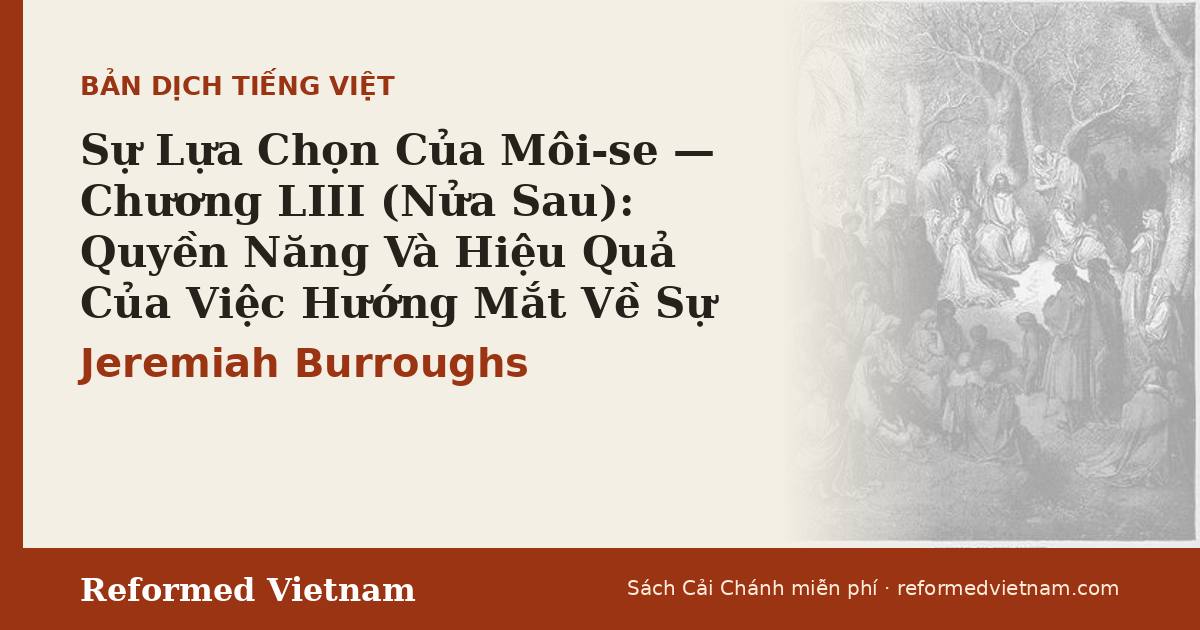 BẢN DỊCH TIẾNG VIỆT
Sự Lựa Chọn Của Môi-se —
Chương LIII (Nửa Sau):
Quyền Năng Và Hiệu Quả
Của Việc Hướng Mắt Về Sự
Jeremiah Burroughs
Reformed Vietnam
Sách Cải Chánh miễn phí · reformedvietnam.com